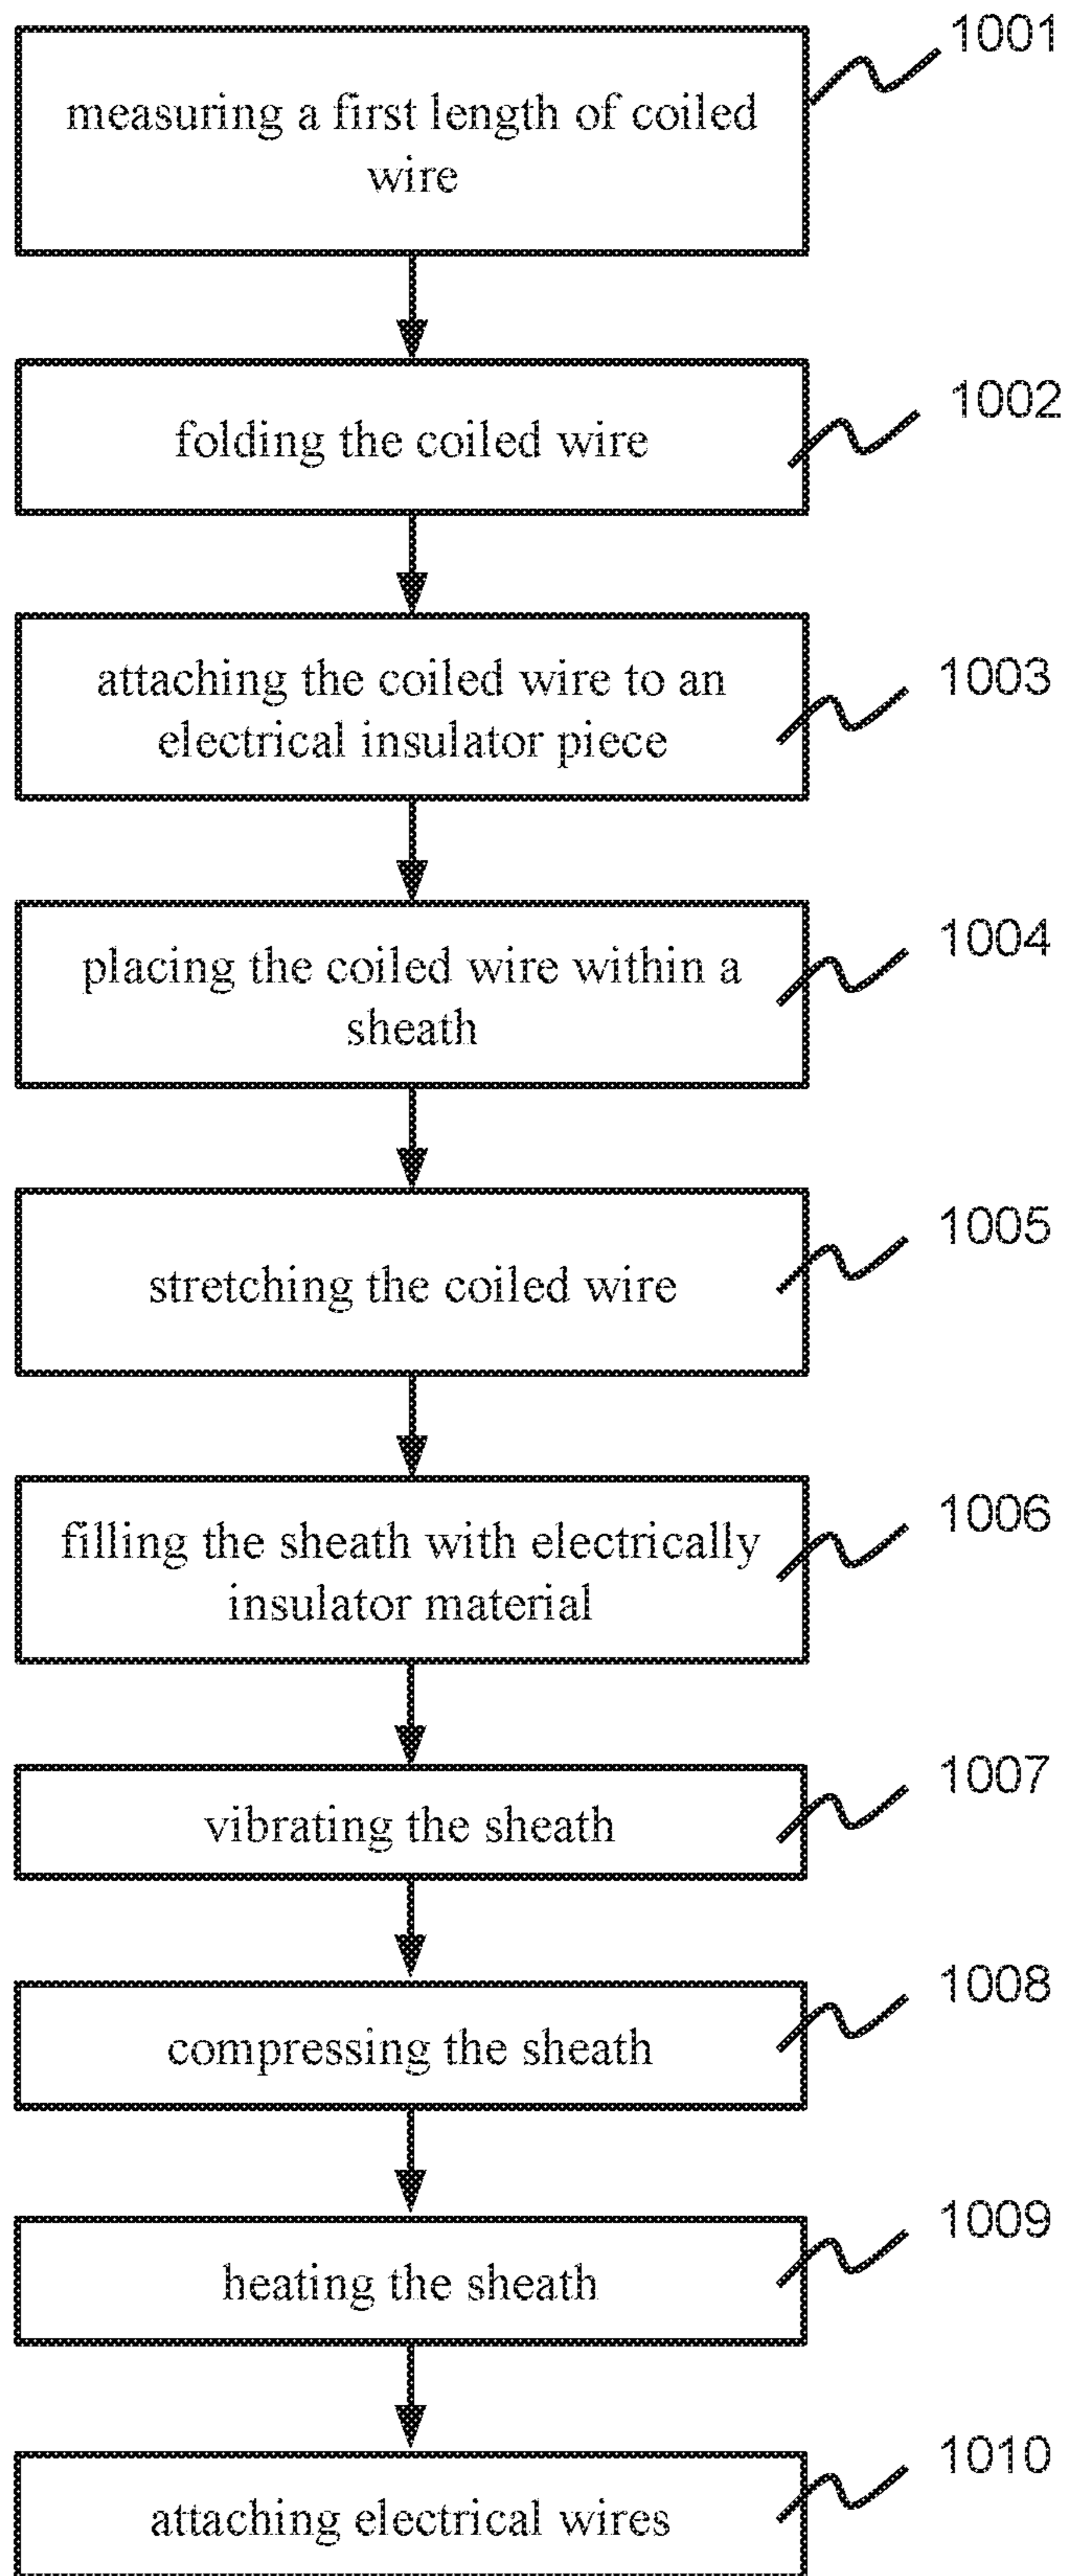 1001
measuring a first length of coiled
wire
1002
folding the coiled wire
1003
attaching the coiled wire to an
electrical insulator piece
1004
placing the coiled wire within a
sheath
1005
stretching the coiled wire
1006
filling the sheath with electrically
insulator material
1007
vibrating the sheath
1008
compressing the sheath
1009
heating the sheath
1010
attaching electrical wires